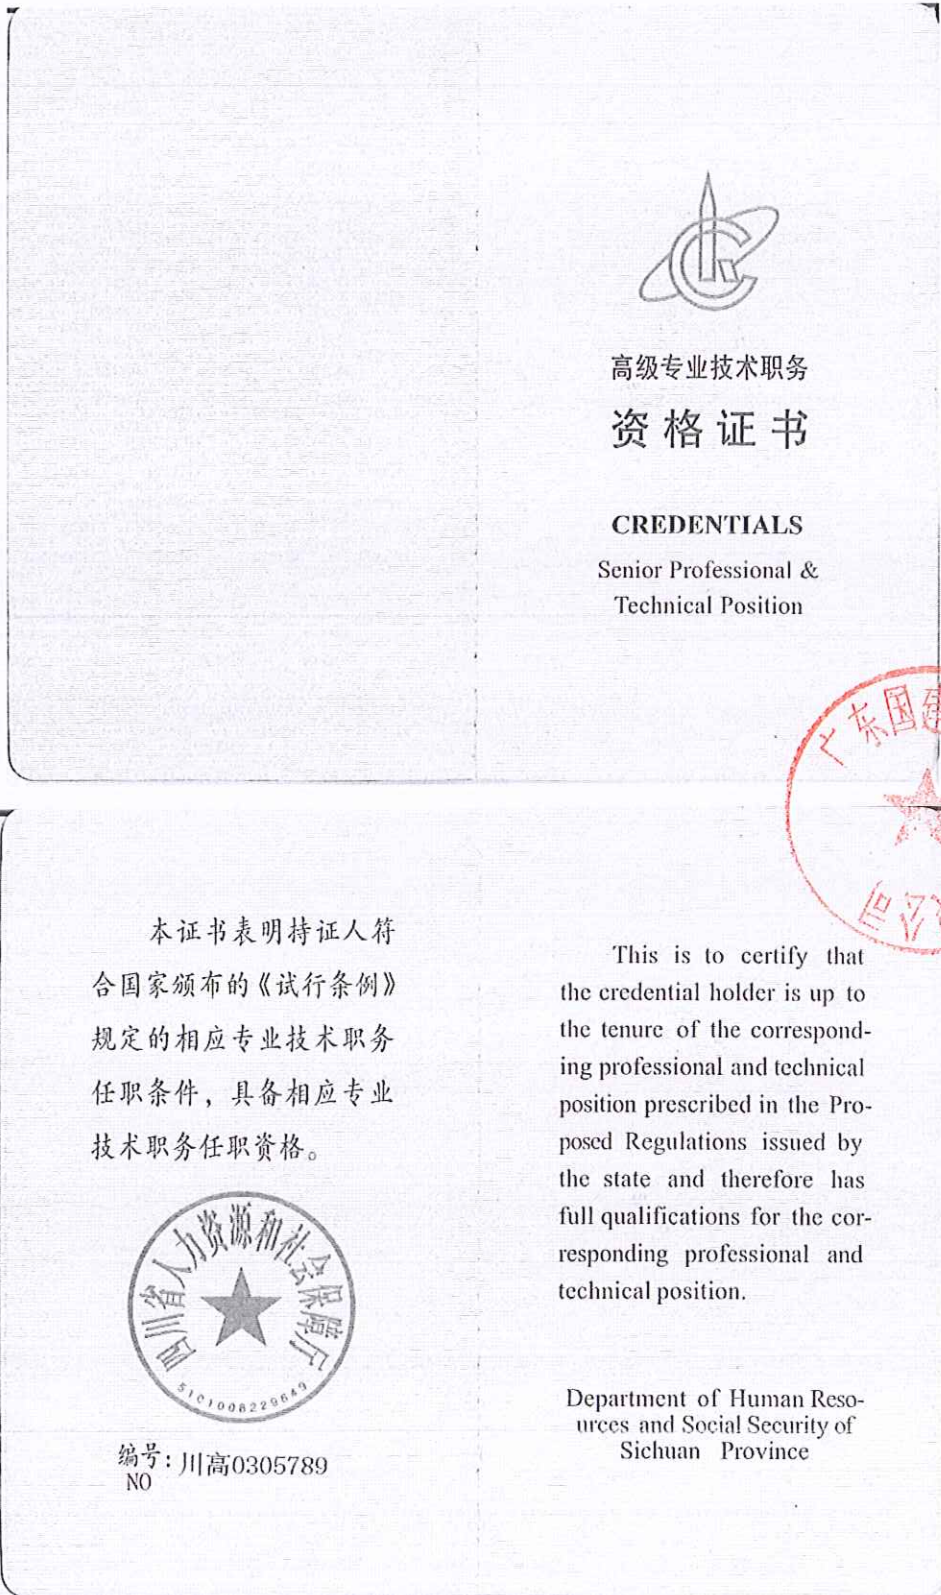 高级专业技术职务
资格证书
CREDENTIALS
Senior Professional &
Technical Position
广东国建
公司
本证书表明持证人符
合国家颁布的《试行条例》
规定的相应专业技术职务
任职条件，具备相应专业
技术职务任职资格。
四川省人力资源和社会保障厅
5101008229649
编号：川高0305789
NO
This is to certify that
the credential holder is up to
the tenure of the correspond-
ing professional and technical
position prescribed in the Pro-
posed Regulations issued by
the state and therefore has
full qualifications for the cor-
responding professional and
technical position.
Department of Human Reso-
urces and Social Security of
Sichuan Province